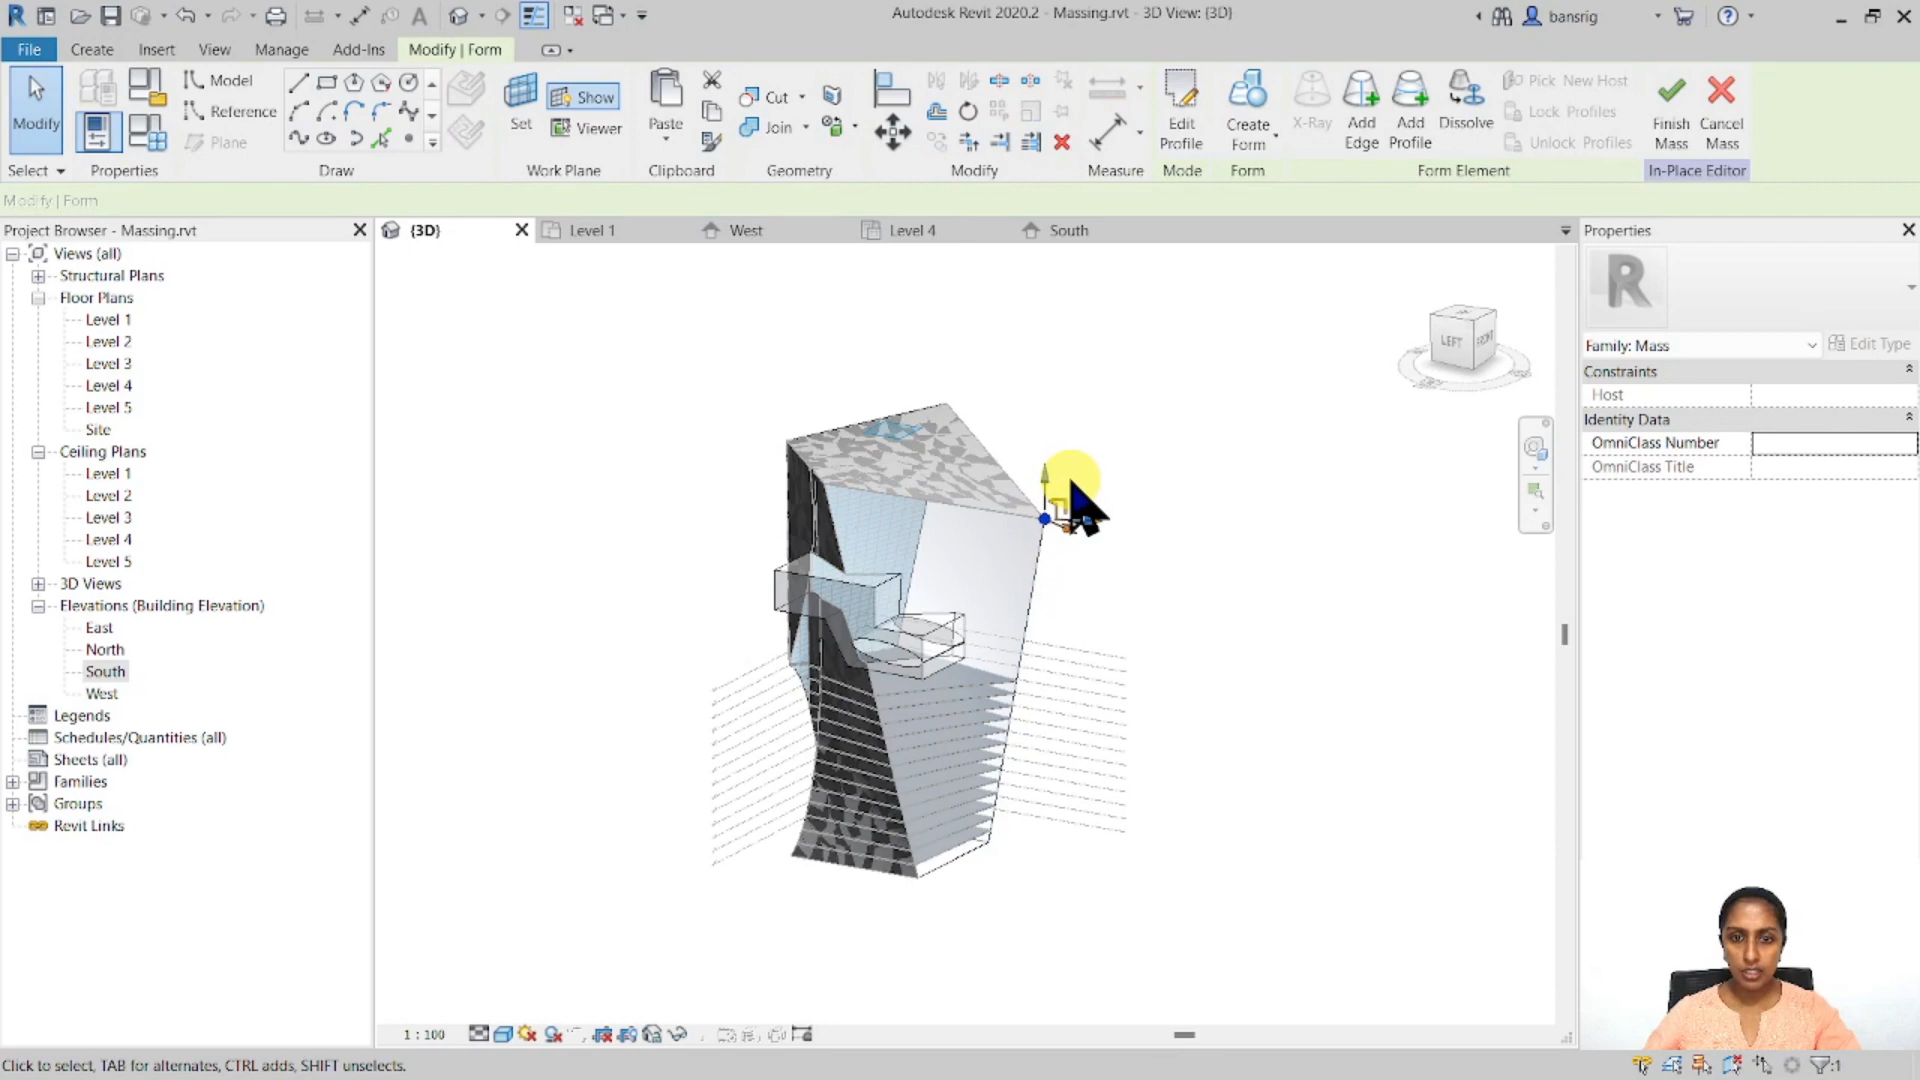 Autodesk Revit 2020.2 - Massing.rvt - 3D View: {3D}
bansrig
File
Create
Insert
View
Manage
Add-Ins
Modify | Form
Modify
Model
Reference
Plane
Set
Show
Viewer
Paste
Cut
Join
Edit Profile
Create Form
X-Ray
Add Edge
Add Profile
Dissolve
Pick New Host
Lock Profiles
Unlock Profiles
Finish Mass
Cancel Mass
Select
Properties
Draw
Work Plane
Clipboard
Geometry
Modify
Measure
Mode
Form
Form Element
In-Place Editor
Modify | Form
Project Browser - Massing.rvt
Views (all)
Structural Plans
Floor Plans
Level 1
Level 2
Level 3
Level 4
Level 5
Site
Ceiling Plans
Level 1
Level 2
Level 3
Level 4
Level 5
3D Views
Elevations (Building Elevation)
East
North
South
West
Legends
Schedules/Quantities (all)
Sheets (all)
Families
Groups
Revit Links
{3D}
Level 1
West
Level 4
South
LEFT
FRONT
Properties
R
Family: Mass
Edit Type
Constraints
Host
Identity Data
OmniClass Number
OmniClass Title
1 : 100
Click to select, TAB for alternates, CTRL adds, SHIFT unselects.
:1